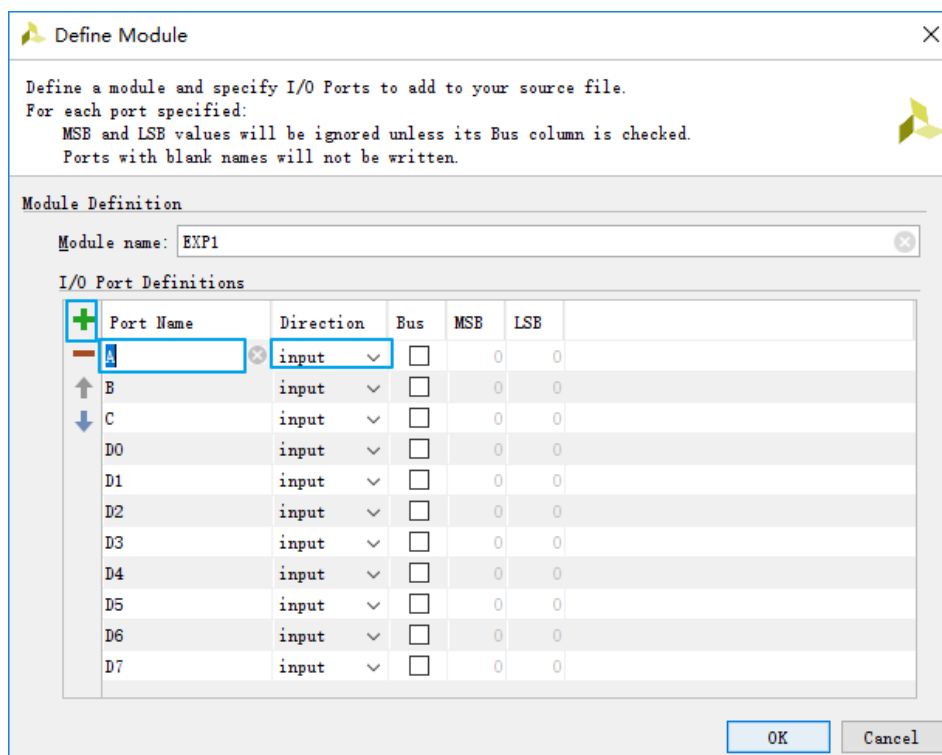 Define Module
Define a module and specify I/O Ports to add to your source file.
For each port specified:
MSB and LSB values will be ignored unless its Bus column is checked.
Ports with blank names will not be written.
Module Definition
Module name: EXP1
I/O Port Definitions
Port Name Direction Bus MSB LSB
A input 0 0
B input 0 0
C input 0 0
D0 input 0 0
D1 input 0 0
D2 input 0 0
D3 input 0 0
D4 input 0 0
D5 input 0 0
D6 input 0 0
D7 input 0 0
OK Cancel